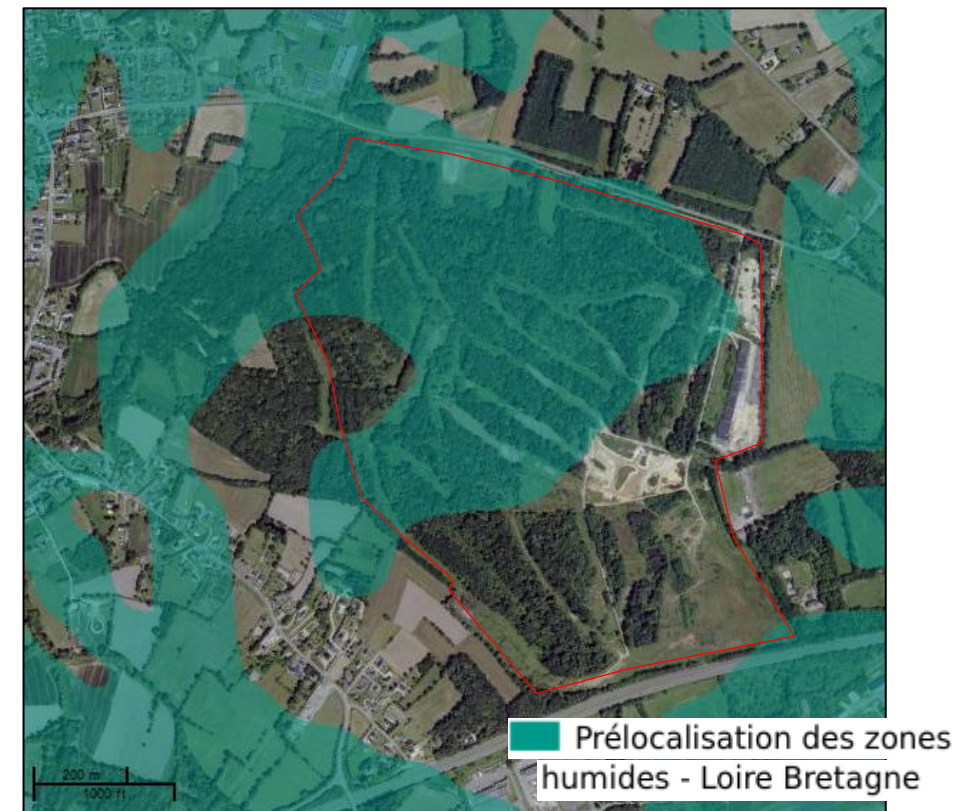 200 m
1000 ft
Prélocalisation des zones
humides - Loire Bretagne